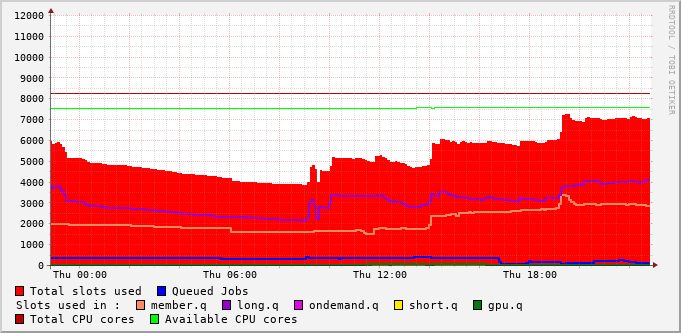 12000
11000
10000
9000
8000
7000
6000
5000
4000
3000
2000
1000
0
Thu 00:00 Thu 06:00 Thu 12:00 Thu 18:00
RRDTOOL / TOBI OETIKER
Total slots used Queued Jobs
Slots used in : member.q long.q ondemand.q short.q gpu.q
Total CPU cores Available CPU cores